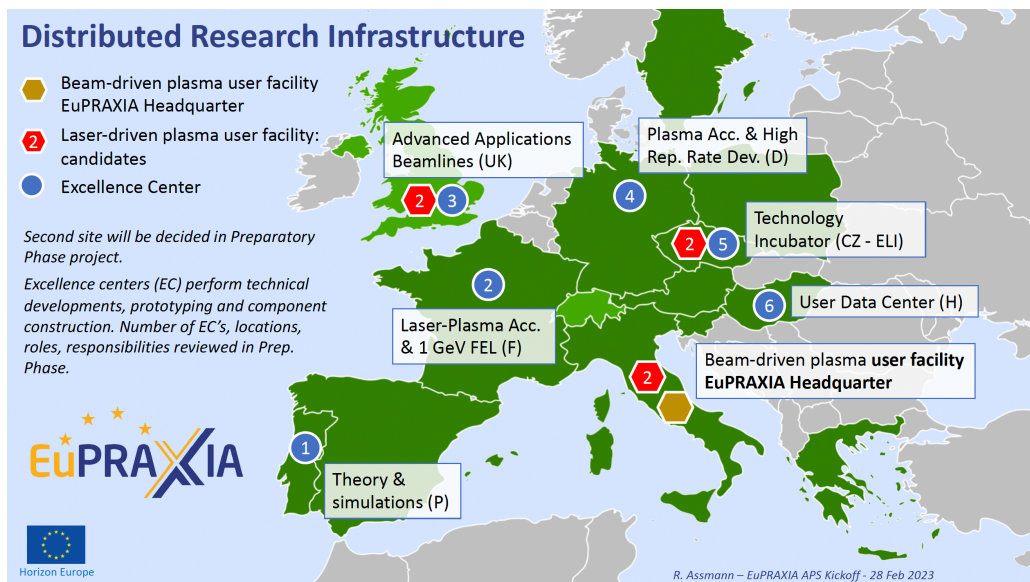 Distributed Research Infrastructure
Beam-driven plasma user facility
EuPRAXIA Headquarter
2
Laser-driven plasma user facility:
candidates
Excellence Center
Second site will be decided in Preparatory
Phase project.
Excellence centers (EC) perform technical
developments, prototyping and component
construction. Number of EC’s, locations,
roles, responsibilities reviewed in Prep.
Phase.
Advanced Applications
Beamlines (UK)
2
3
Plasma Acc. & High
Rep. Rate Dev. (D)
4
Technology
Incubator (CZ - ELI)
2
5
2
Laser-Plasma Acc.
& 1 GeV FEL (F)
6
User Data Center (H)
Beam-driven plasma user facility
EuPRAXIA Headquarter
2
1
Theory &
simulations (P)
EuPRAXIA
Horizon Europe
R. Assmann – EuPRAXIA APS Kickoff - 28 Feb 2023